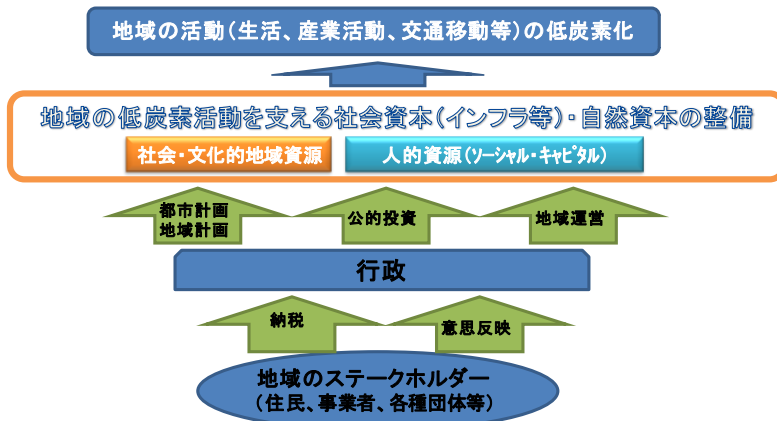 地域の活動（生活、産業活動、交通移動等）の低炭素化
地域の低炭素活動を支える社会資本（インフラ等）・自然資本の整備
社会・文化的地域資源
人的資源（ｿｰｼｬﾙ・ｷｬﾋﾟﾀﾙ）
都市計画
地域計画
公的投資
地域運営
行政
納税
意思反映
地域のステークホルダー
（住民、事業者、各種団体等）